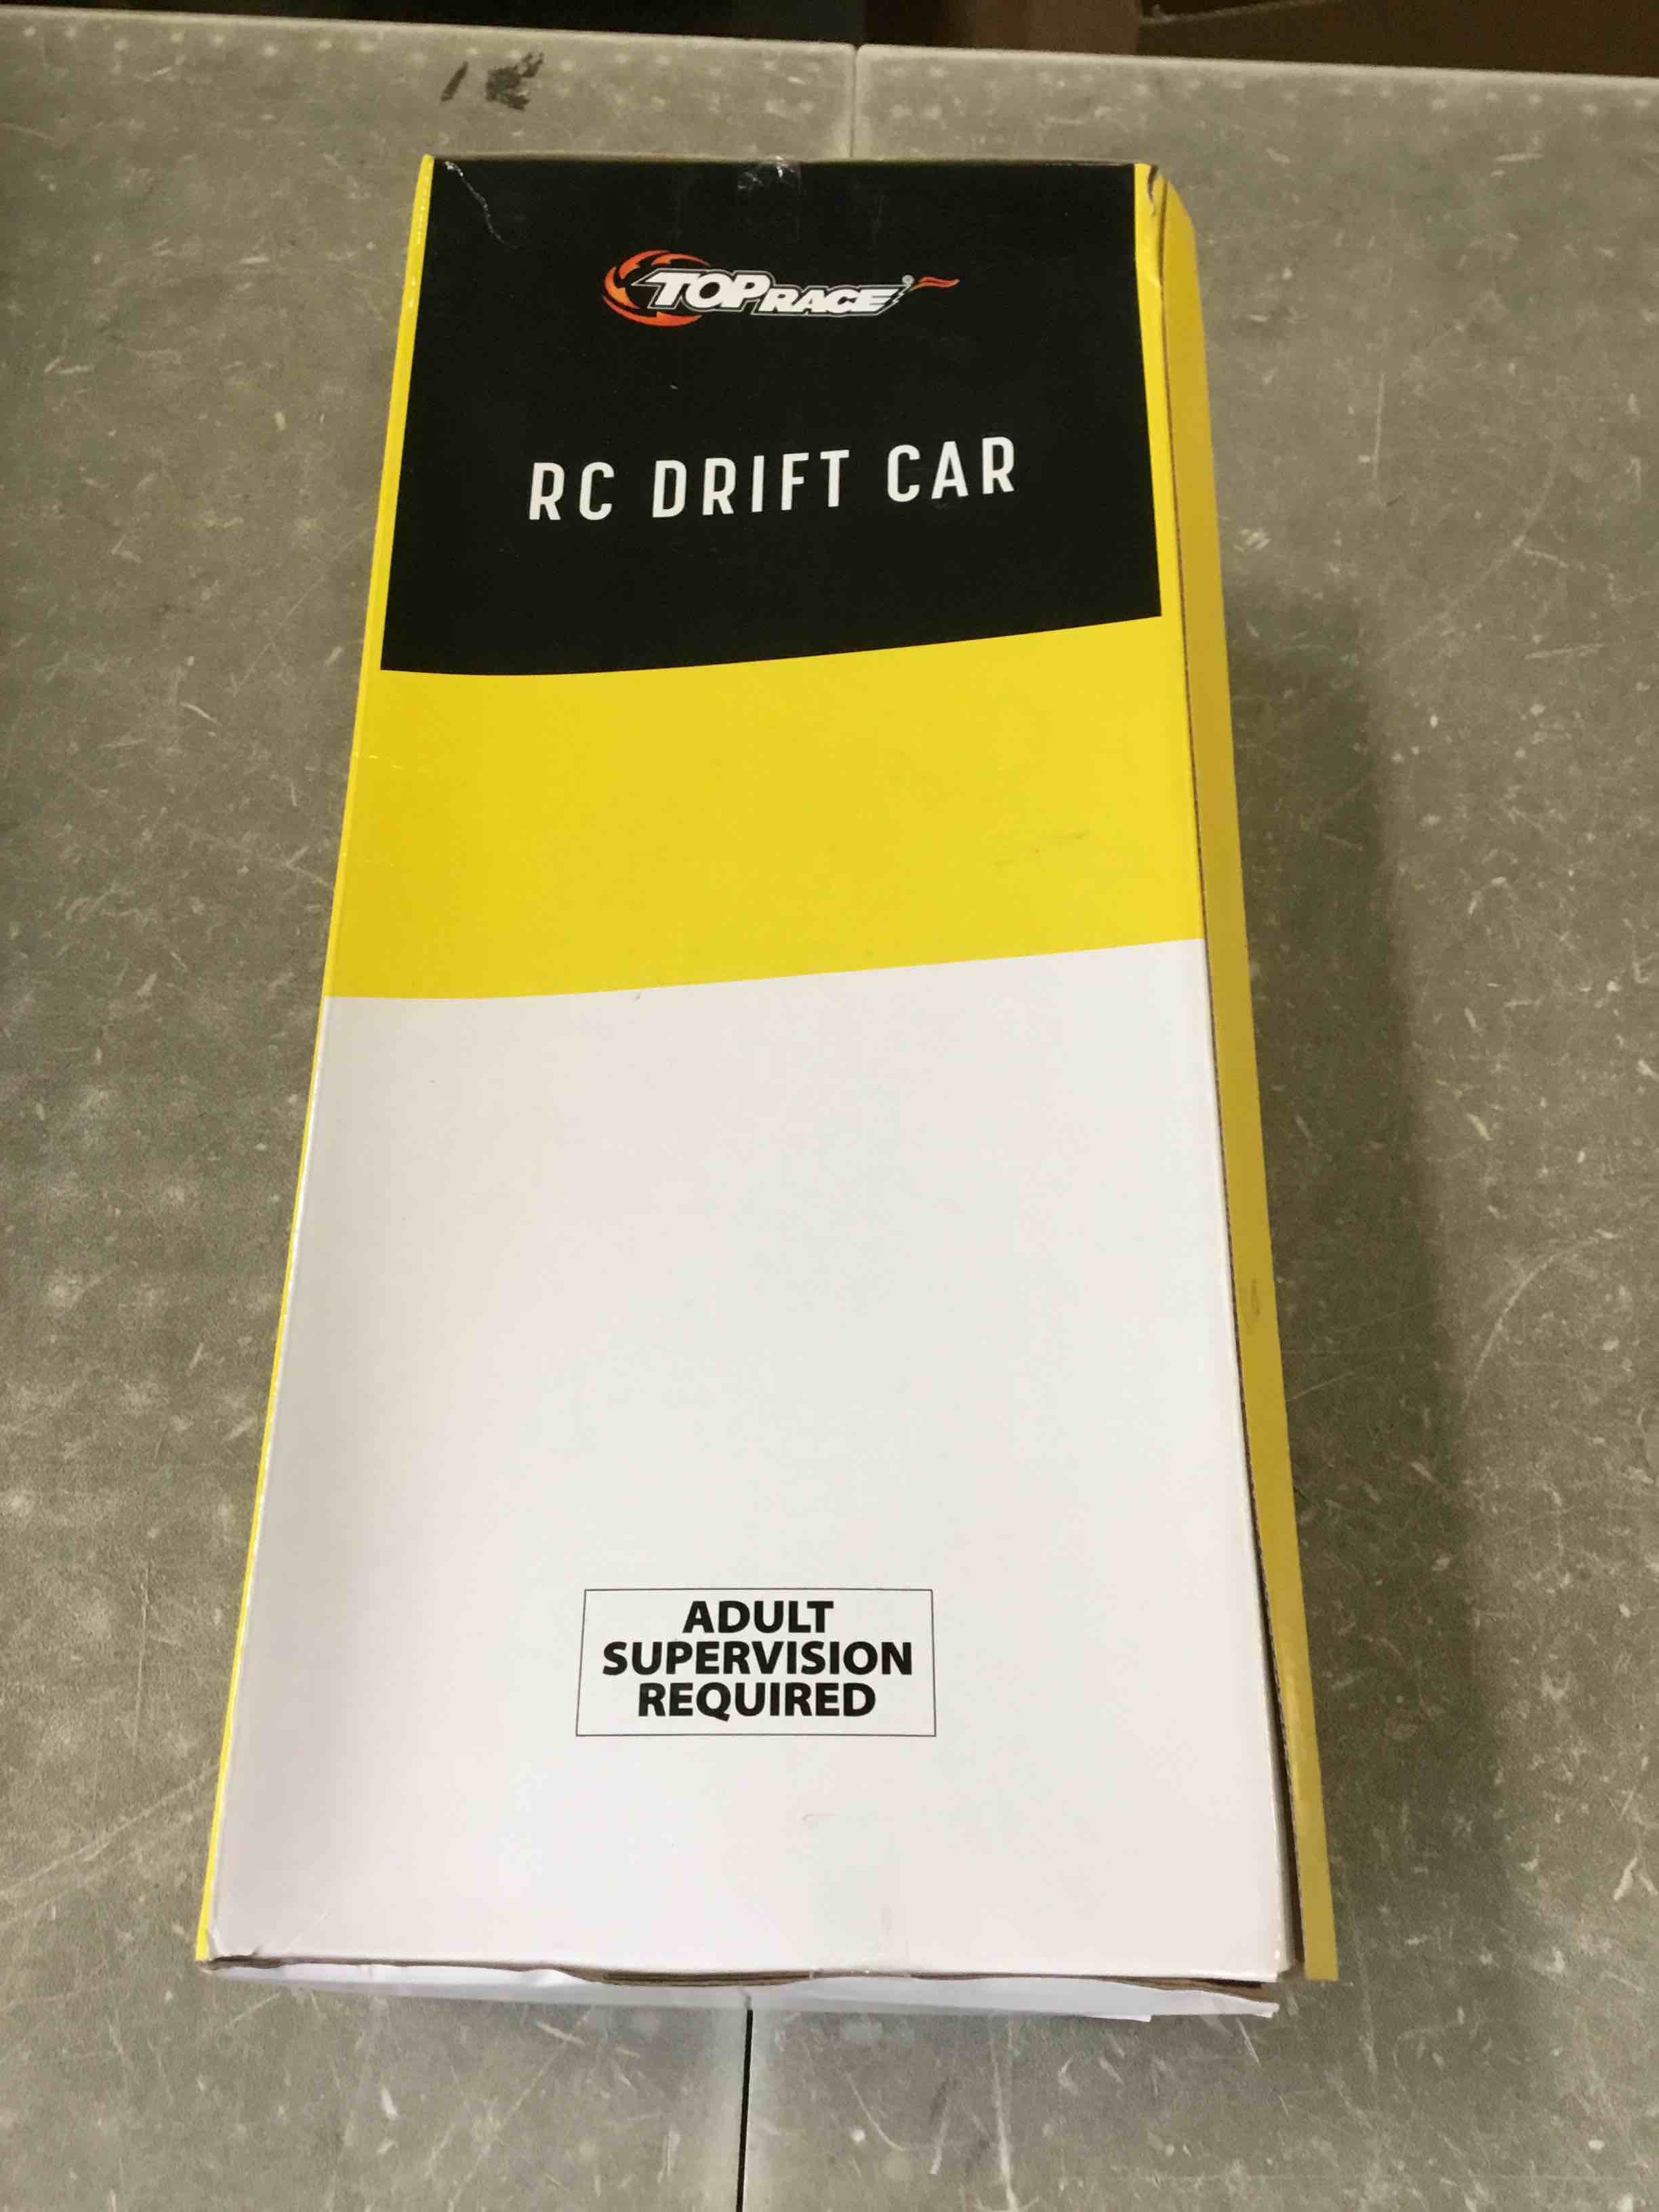 TOP RACE
RC DRIFT CAR
ADULT
SUPERVISION
REQUIRED